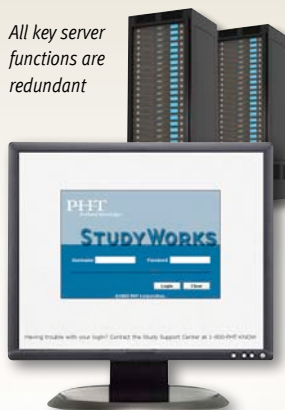 All key server
functions are
redundant
PHT
STUDYWORKS
Username
Password
Login
Clear
Having trouble with your login? Contact the Study Support Center at 1-800-PHT-KNOW